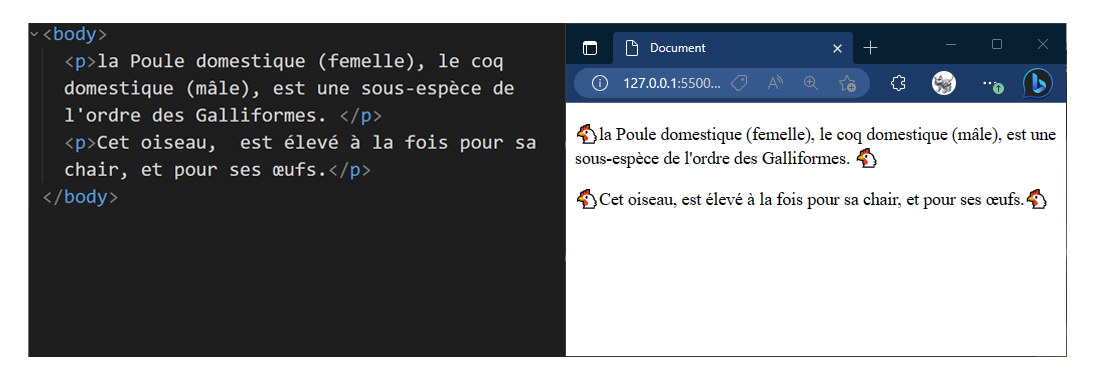 <body>
<p>la Poule domestique (femelle), le coq
domestique (mâle), est une sous-espèce de
l'ordre des Galliformes. </p>
<p>Cet oiseau,  est élevé à la fois pour sa
chair, et pour ses œufs.</p>
</body>
Document
127.0.0.1:5500...
🐔la Poule domestique (femelle), le coq domestique (mâle), est une
sous-espèce de l'ordre des Galliformes. 🐔
🐔Cet oiseau, est élevé à la fois pour sa chair, et pour ses œufs.🐔